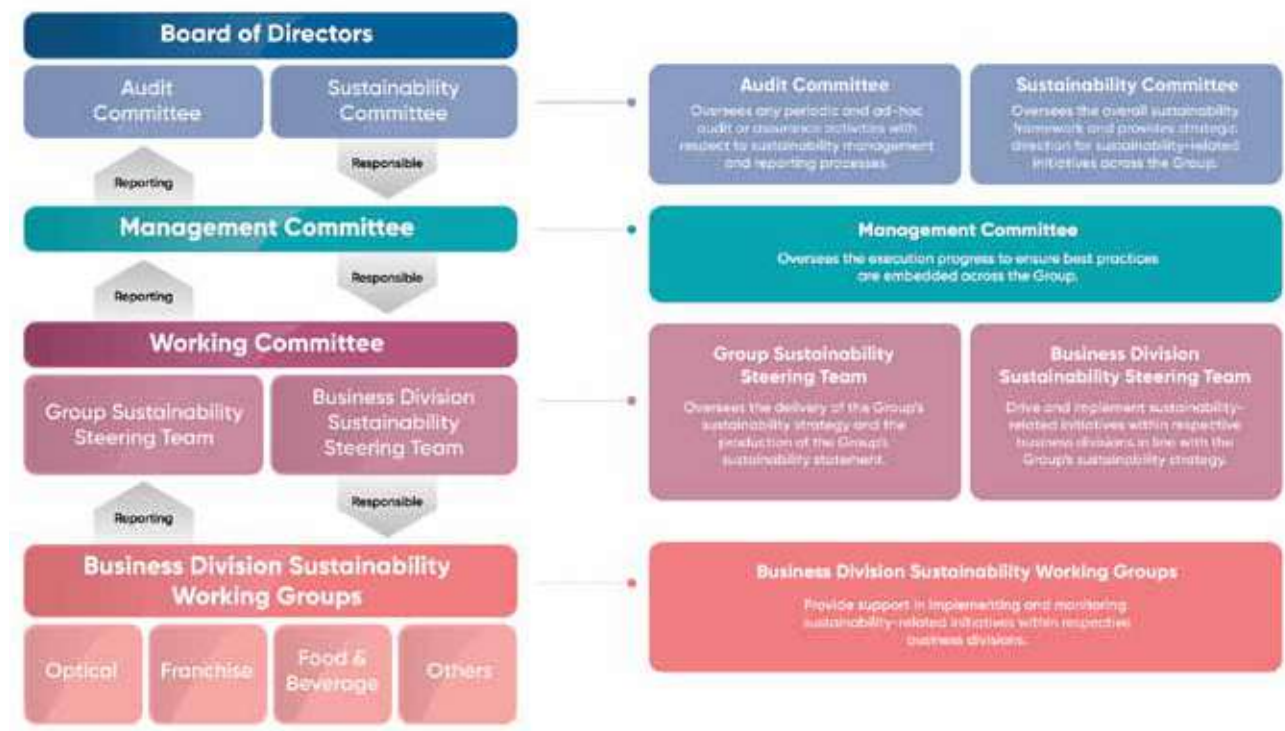 Board of Directors
Audit
Committee
Sustainability
Committee
Reporting
Responsible
Management Committee
Reporting
Responsible
Working Committee
Group Sustainability
Steering Team
Business Division
Sustainability
Steering Team
Reporting
Responsible
Business Division Sustainability
Working Groups
Optical
Franchise
Food &
Beverage
Others
Audit Committee
Oversees any periodic and ad-hoc
audit or assurance activities with
respect to sustainability management
and reporting processes.
Sustainability Committee
Oversees the overall sustainability
framework and provides strategic
direction for sustainability-related
initiatives across the Group.
Management Committee
Oversees the execution progress to ensure best practices
are embedded across the Group.
Group Sustainability
Steering Team
Oversees the delivery of the Group's
sustainability strategy and the
production of the Group's
sustainability statement.
Business Division
Sustainability Steering Team
Drive and implement sustainability-
related initiatives within respective
business divisions in line with the
Group's sustainability strategy.
Business Division Sustainability Working Groups
Provide support in implementing and monitoring
sustainability-related initiatives within respective
business divisions.